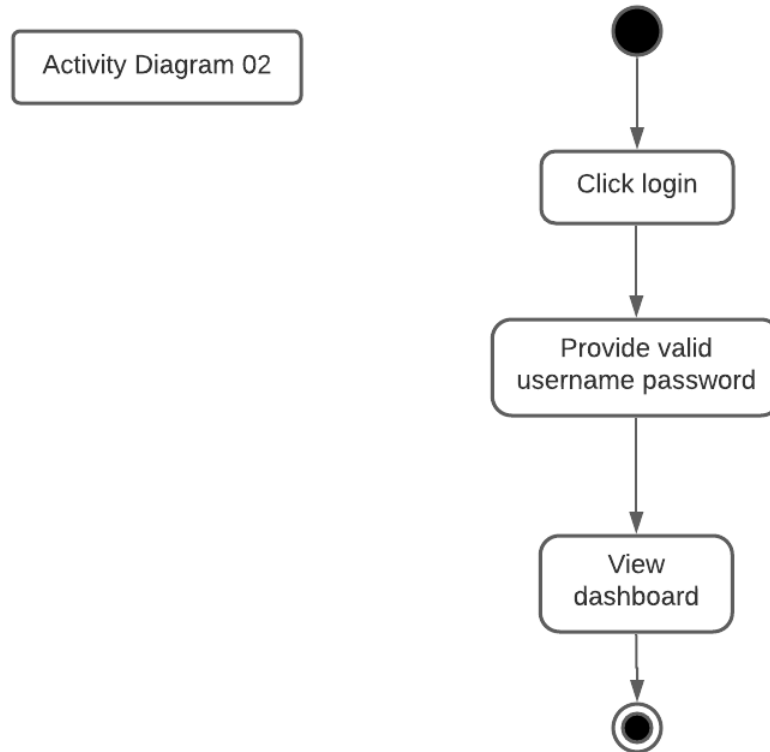 Activity Diagram 02
Click login
Provide valid
username password
View
dashboard